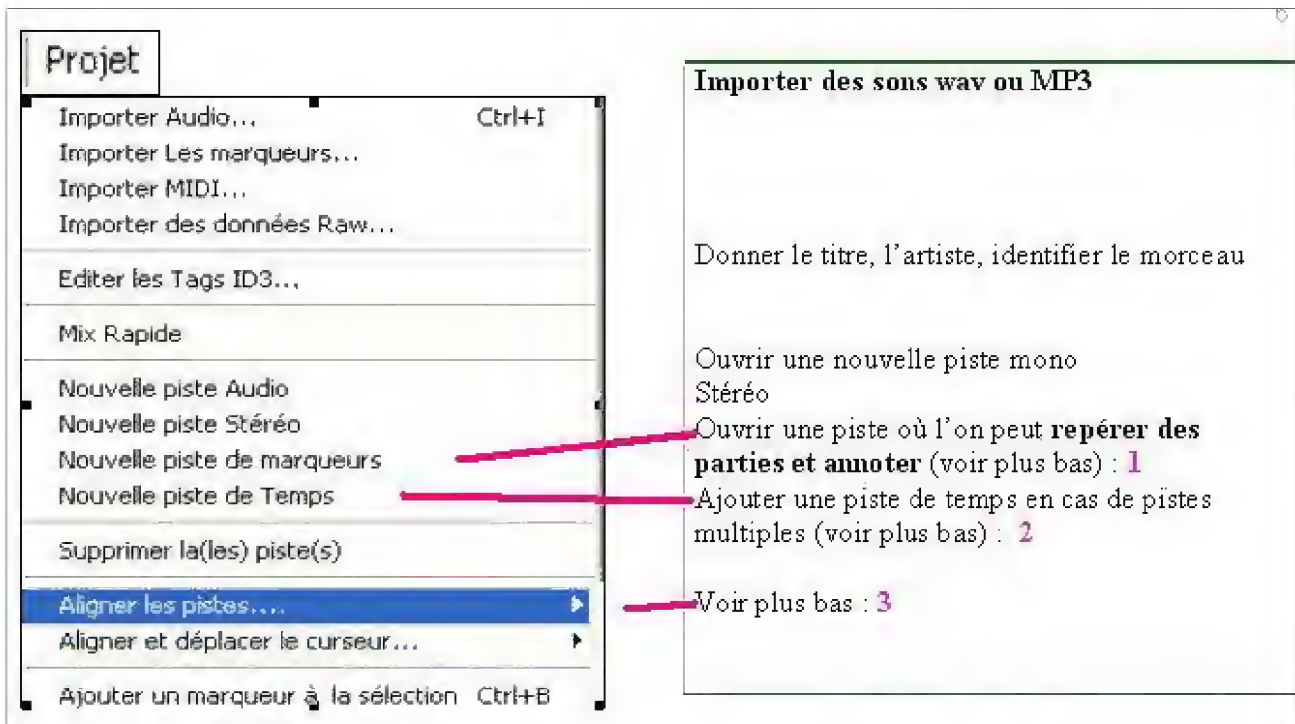 6
Projet
Importer Audio... Ctrl+I
Importer Les marqueurs...
Importer MIDI...
Importer des données Raw...
Editer les Tags ID3...
Mix Rapide
Nouvelle piste Audio
Nouvelle piste Stéréo
Nouvelle piste de marqueurs
Nouvelle piste de Temps
Supprimer la(les) piste(s)
Aligner les pistes....
Aligner et déplacer le curseur...
Ajouter un marqueur à la sélection Ctrl+B
Importer des sons wav ou MP3
Donner le titre, l'artiste, identifier le morceau
Ouvrir une nouvelle piste mono
Stéréo
Ouvrir une piste où l'on peut repérer des
parties et annoter (voir plus bas) : 1
Ajouter une piste de temps en cas de pistes
multiples (voir plus bas) : 2
Voir plus bas : 3